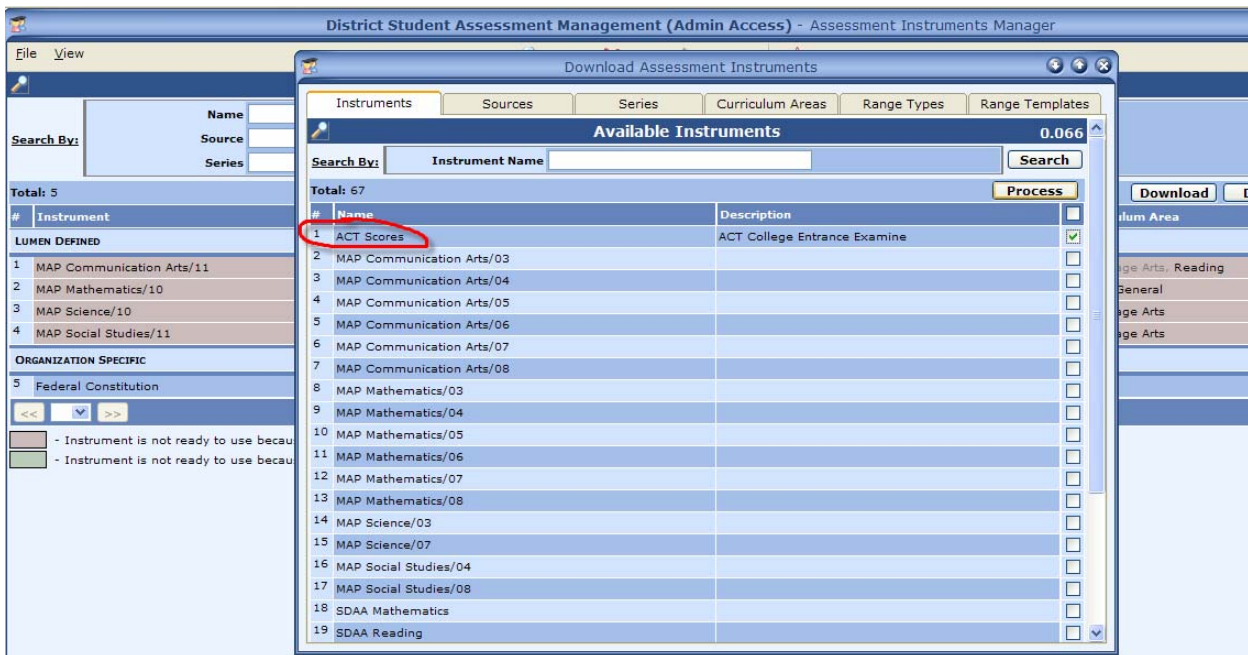 District Student Assessment Management (Admin Access) - Assessment Instruments Manager
File View
Name
Search By:
Source
Series
Total: 5
Download
# Instrument
ulum Area
LUMEN DEFINED
1 MAP Communication Arts/11
age Arts, Reading
2 MAP Mathematics/10
General
3 MAP Science/10
age Arts
4 MAP Social Studies/11
age Arts
ORGANIZATION SPECIFIC
5 Federal Constitution
<< >>
- Instrument is not ready to use becau
- Instrument is not ready to use becau
Download Assessment Instruments
Instruments Sources Series Curriculum Areas Range Types Range Templates
Available Instruments 0.066
Search By: Instrument Name Search
Total: 67 Process
# Name Description
1 ACT Scores ACT College Entrance Examine
2 MAP Communication Arts/03
3 MAP Communication Arts/04
4 MAP Communication Arts/05
5 MAP Communication Arts/06
6 MAP Communication Arts/07
7 MAP Communication Arts/08
8 MAP Mathematics/03
9 MAP Mathematics/04
10 MAP Mathematics/05
11 MAP Mathematics/06
12 MAP Mathematics/07
13 MAP Mathematics/08
14 MAP Science/03
15 MAP Science/07
16 MAP Social Studies/04
17 MAP Social Studies/08
18 SDAA Mathematics
19 SDAA Reading